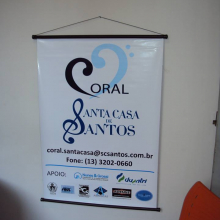 CORAL
SANTA CASA
DE
SANTOS
coral.santacasa@scsantos.com.br
Fone: (13) 3202-0660
APOIO: